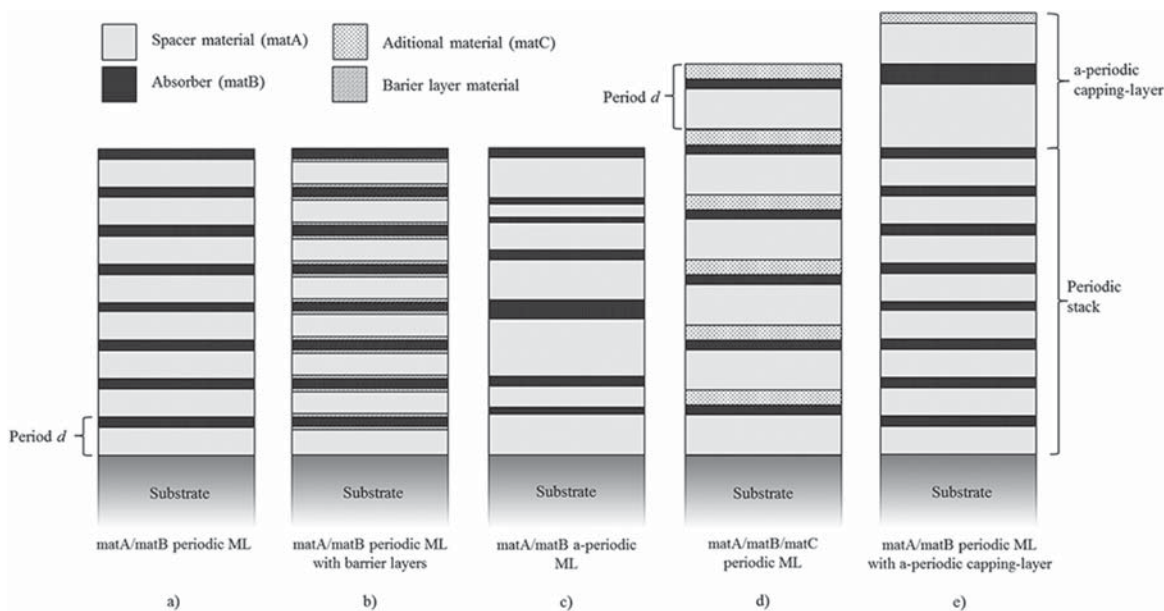 Spacer material (matA)
Absorber (matB)
Aditional material (matC)
Barier layer material
Period d
a-periodic
capping-layer
Period d
Periodic
stack
Substrate
Substrate
Substrate
Substrate
Substrate
matA/matB periodic ML
matA/matB periodic ML
with barrier layers
matA/matB a-periodic
ML
matA/matB/matC
periodic ML
matA/matB periodic ML
with a-periodic capping-layer
a)
b)
c)
d)
e)